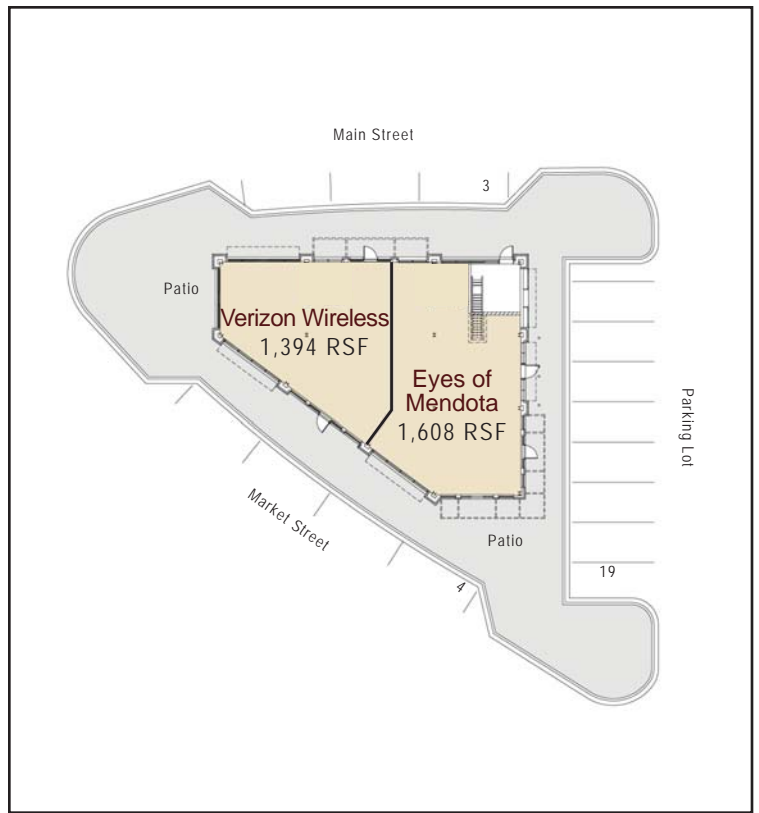 Main Street
3
Patio
Verizon Wireless
1,394 RSF
Eyes of
Mendota
1,608 RSF
Parking Lot
Market Street
Patio
19
4